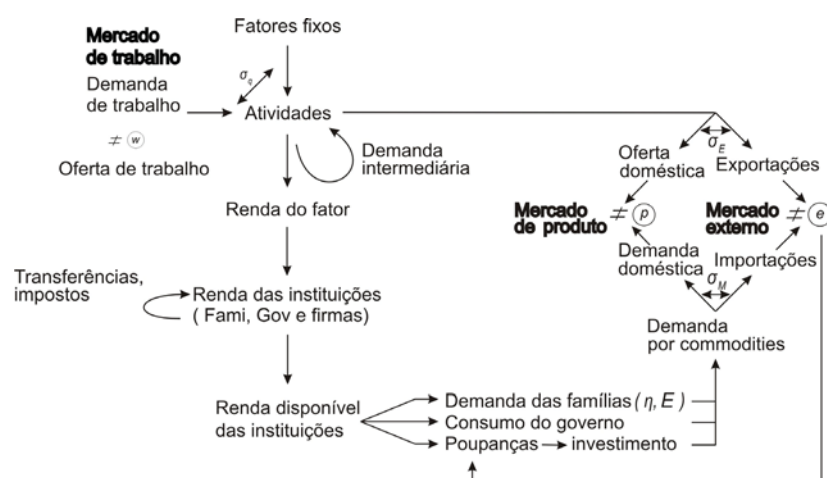 Fatores fixos
Mercado
de trabalho
σq
Demanda
de trabalho
Atividades
≠ w
Oferta de trabalho
Demanda
intermediária
σE
Oferta
doméstica
Exportações
Renda do fator
Mercado
de produto
≠ p
Mercado
externo
≠ e
Demanda
doméstica
Importações
σM
Transferências,
impostos
Renda das instituições
( Fami, Gov e firmas)
Demanda
por commodities
Renda disponível
das instituições
Demanda das famílias (η, E )
Consumo do governo
Poupanças → investimento